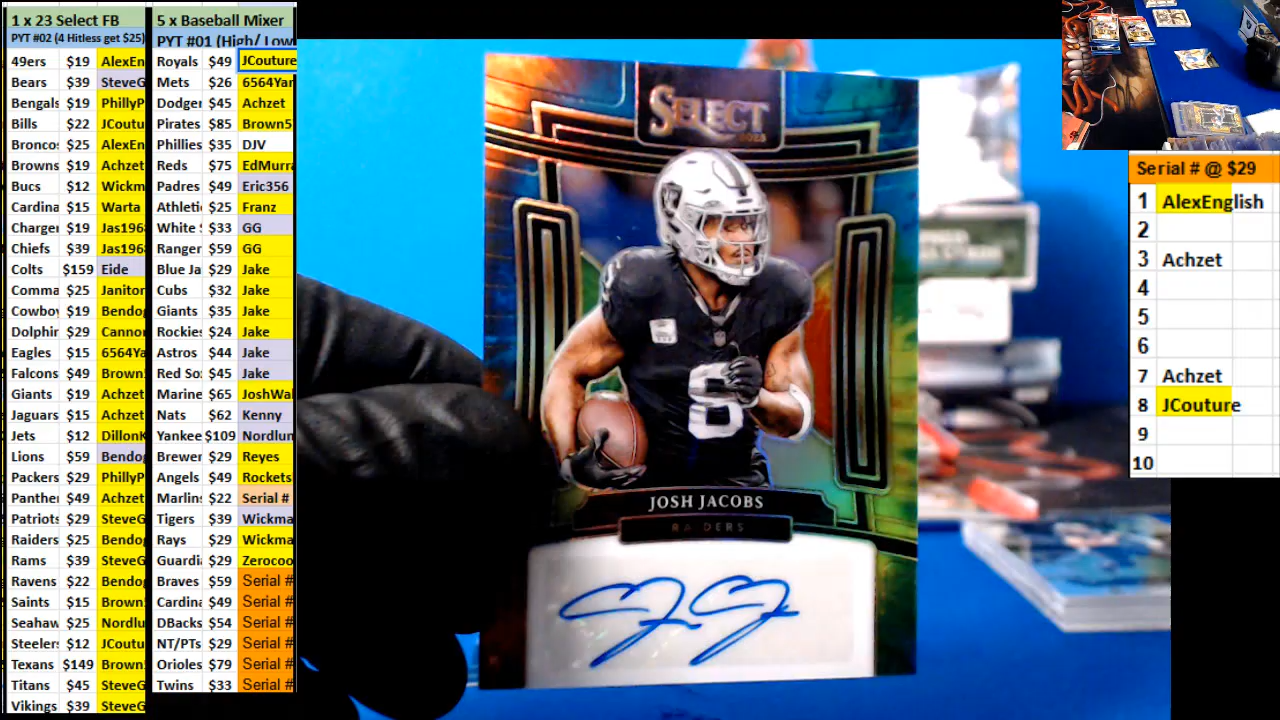 1 x 23 Select FB
PYT #02 (4 Hitless get $25)
49ers $19 AlexEn
Bears $39 SteveG
Bengals $19 PhillyP
Bills $22 JCoutu
Bronco $25 AlexEn
Browns $19 Achzet
Bucs $12 Wickm
Cardina $15 Warta
Charger $19 Jas196
Chiefs $39 Jas196
Colts $159 Eide
Comma $25 Janitor
Cowboy $19 Bendo
Dolphin $29 Canno
Eagles $15 6564Ya
Falcons $49 Brown
Giants $19 Achzet
Jaguars $15 Achzet
Jets $12 DillonK
Lions $59 Bendo
Packers $29 PhillyP
Panthe $49 Achzet
Patriots $29 SteveG
Raiders $25 Bendo
Rams $39 SteveG
Ravens $22 Bendo
Saints $15 Brown
Seahaw $25 Nordlu
Steelers $12 JCoutu
Texans $149 Brown
Titans $45 SteveG
Vikings $39 SteveG
5 x Baseball Mixer
PYT #01 (High/ Low
Royals $49 JCouture
Mets $26 6564Yar
Dodger $45 Achzet
Pirates $85 Brown5
Phillies $35 DJV
Reds $75 EdMurra
Padres $49 Eric356
Athleti $25 Franz
White S $33 GG
Ranger $59 GG
Blue Ja $29 Jake
Cubs $32 Jake
Giants $35 Jake
Rockies $24 Jake
Astros $44 Jake
Red So $45 Jake
Marine $65 JoshWal
Nats $62 Kenny
Yankee $109 Nordlun
Brewer $29 Reyes
Angels $49 Rockets
Marlin $22 Serial #
Tigers $39 Wickma
Rays $29 Wickma
Guardi $29 Zerocoo
Braves $59 Serial #
Cardina $49 Serial #
DBacks $54 Serial #
NT/PTs $29 Serial #
Orioles $79 Serial #
Twins $33 Serial #
SELECT
2023
8
JOSH JACOBS
RAIDERS
Serial # @ $29
1 AlexEnglish
2
3 Achzet
4
5
6
7 Achzet
8 JCouture
9
10